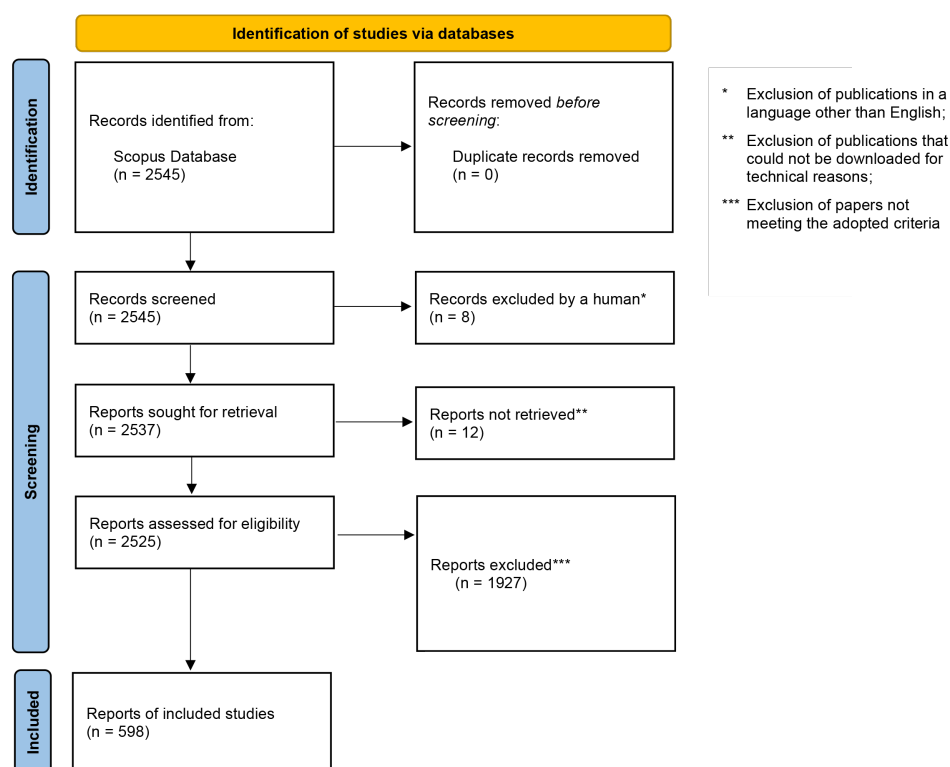 Identification of studies via databases
Identification
Records identified from:
Scopus Database
(n = 2545)
Records removed before
screening:
Duplicate records removed
(n = 0)
* Exclusion of publications in a
language other than English;
** Exclusion of publications that
could not be downloaded for
technical reasons;
*** Exclusion of papers not
meeting the adopted criteria
Screening
Records screened
(n = 2545)
Records excluded by a human*
(n = 8)
Reports sought for retrieval
(n = 2537)
Reports not retrieved**
(n = 12)
Reports assessed for eligibility
(n = 2525)
Reports excluded***
(n = 1927)
Included
Reports of included studies
(n = 598)